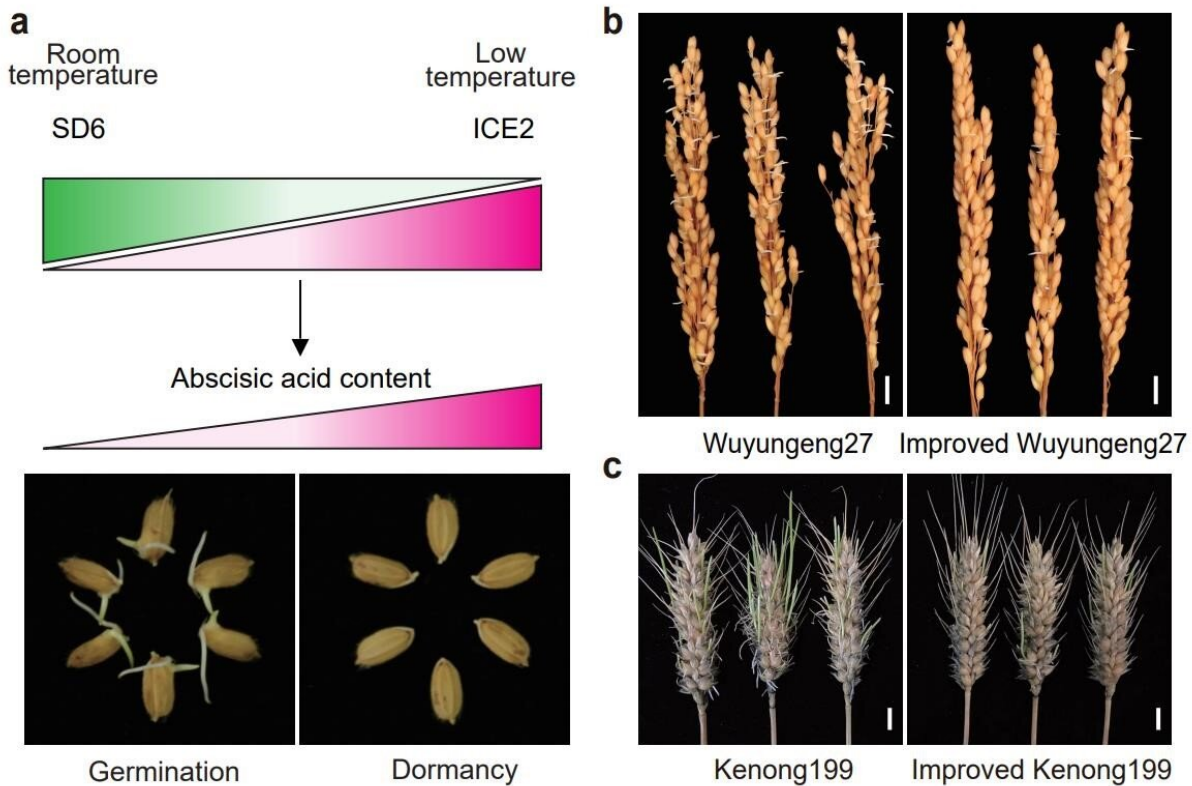 a
Room
temperature
Low
temperature
SD6
ICE2
Abscisic acid content
Germination
Dormancy
b
Wuyungeng27
Improved Wuyungeng27
c
Kenong199
Improved Kenong199